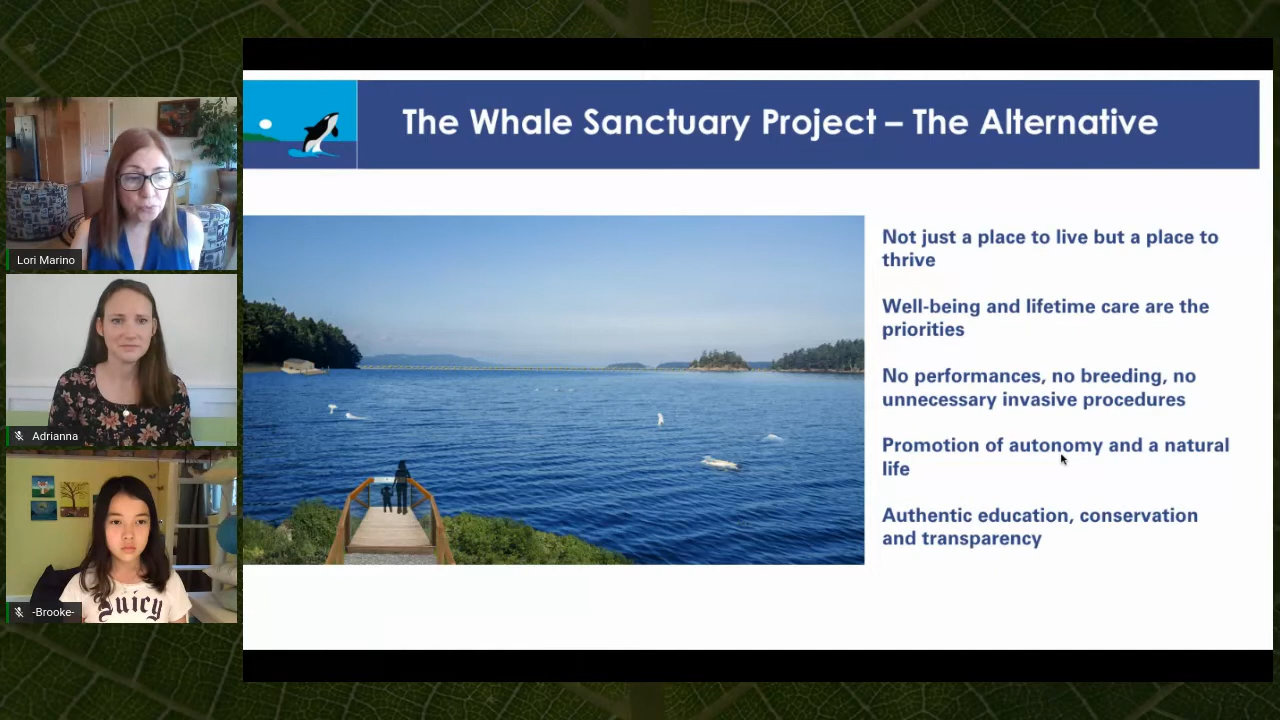 The Whale Sanctuary Project – The Alternative
Lori Marino
Adrianna
-Brooke-
Juicy
Not just a place to live but a place to
thrive
Well-being and lifetime care are the
priorities
No performances, no breeding, no
unnecessary invasive procedures
Promotion of autonomy and a natural
life
Authentic education, conservation
and transparency